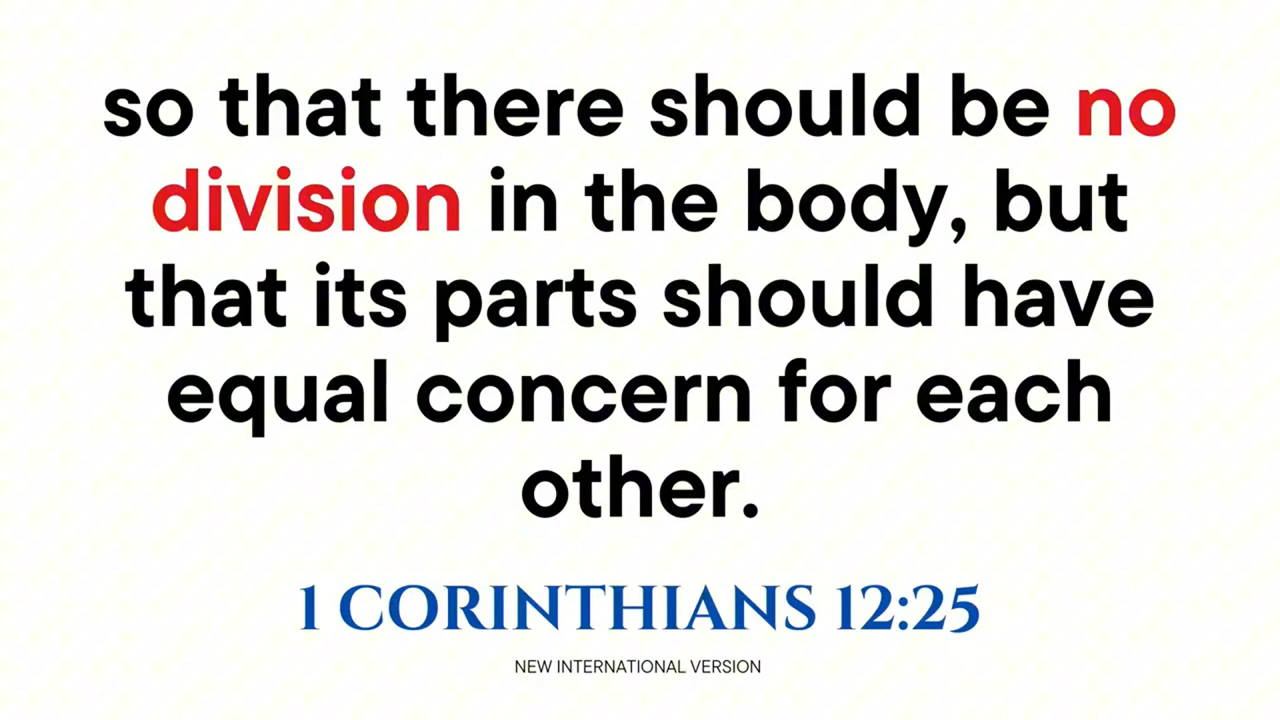 so that there should be no
division in the body, but
that its parts should have
equal concern for each
other.
1 CORINTHIANS 12:25
NEW INTERNATIONAL VERSION